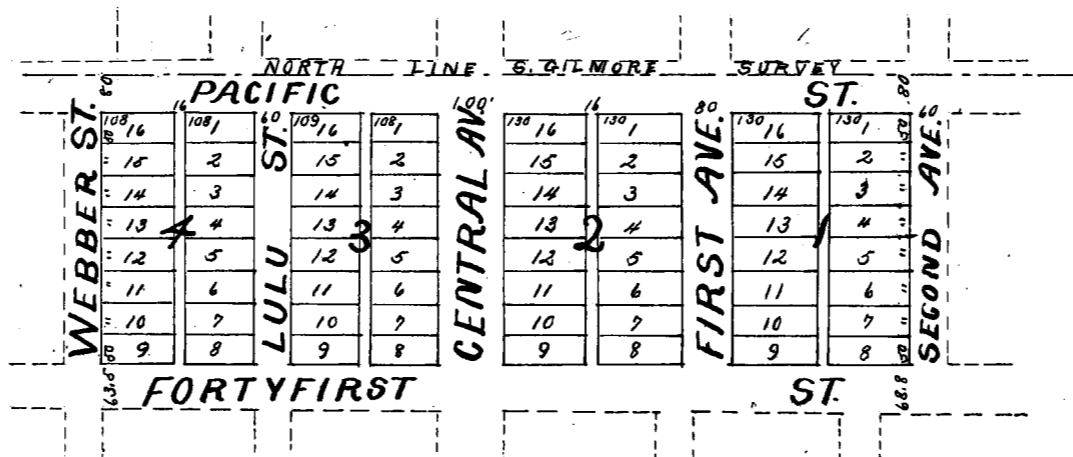 NORTH LINE S. GILMORE SURVEY
80 PACIFIC ST. 80
16 60 100' 16 80 60
WEBBER ST.
LULU ST.
CENTRAL AV.
FIRST AVE.
SECOND AVE.
108 16 108 1 109 16 108 1 130 16 130 1 130 16 130 1
50 50
" 15 2 15 2 15 2 15 2 "
" 14 3 14 3 14 3 14 3 "
" 13 4 13 4 13 4 13 4 "
4 3 2 1
" 12 5 12 5 12 5 12 5 "
" 11 6 11 6 11 6 11 6 "
" 10 7 10 7 10 7 10 7 "
50 9 8 9 8 9 8 9 8 50
63.5 FORTYFIRST ST. 68.8